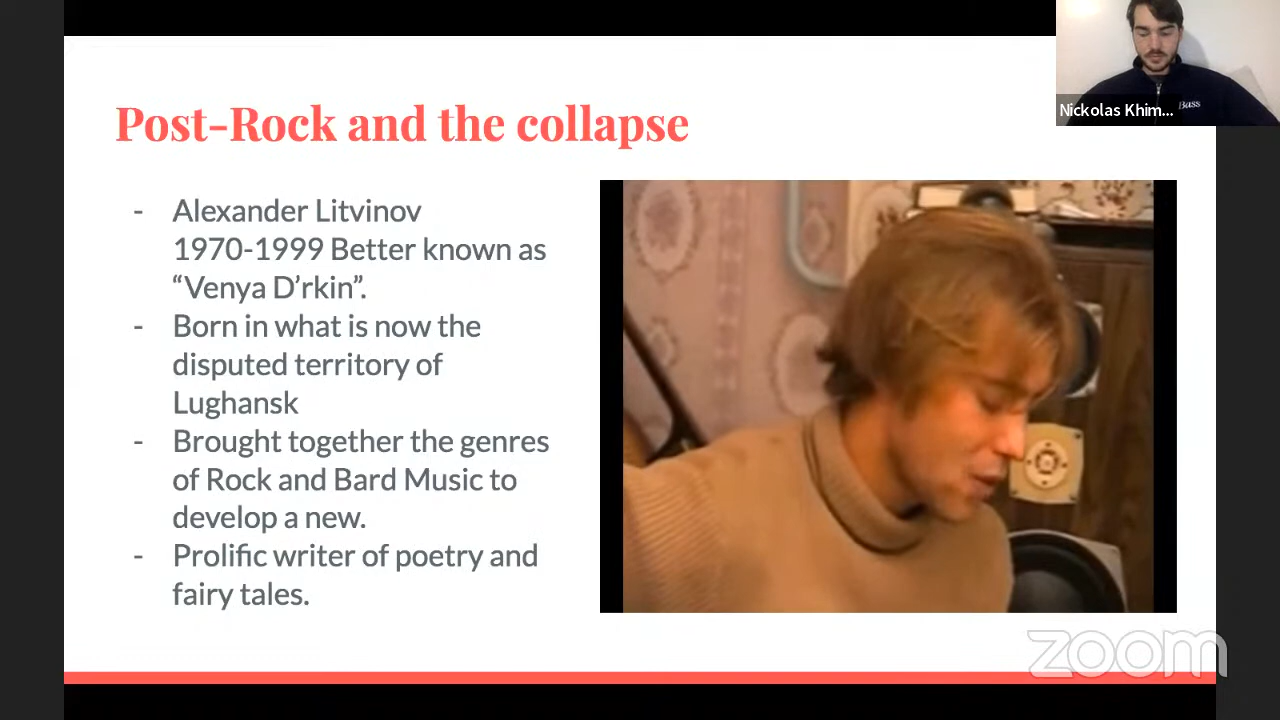 Nickolas Khim...
Bass
Post-Rock and the collapse
- Alexander Litvinov
1970-1999 Better known as
“Venya D’rkin”.
- Born in what is now the
disputed territory of
Lughansk
- Brought together the genres
of Rock and Bard Music to
develop a new.
- Prolific writer of poetry and
fairy tales.
zoom